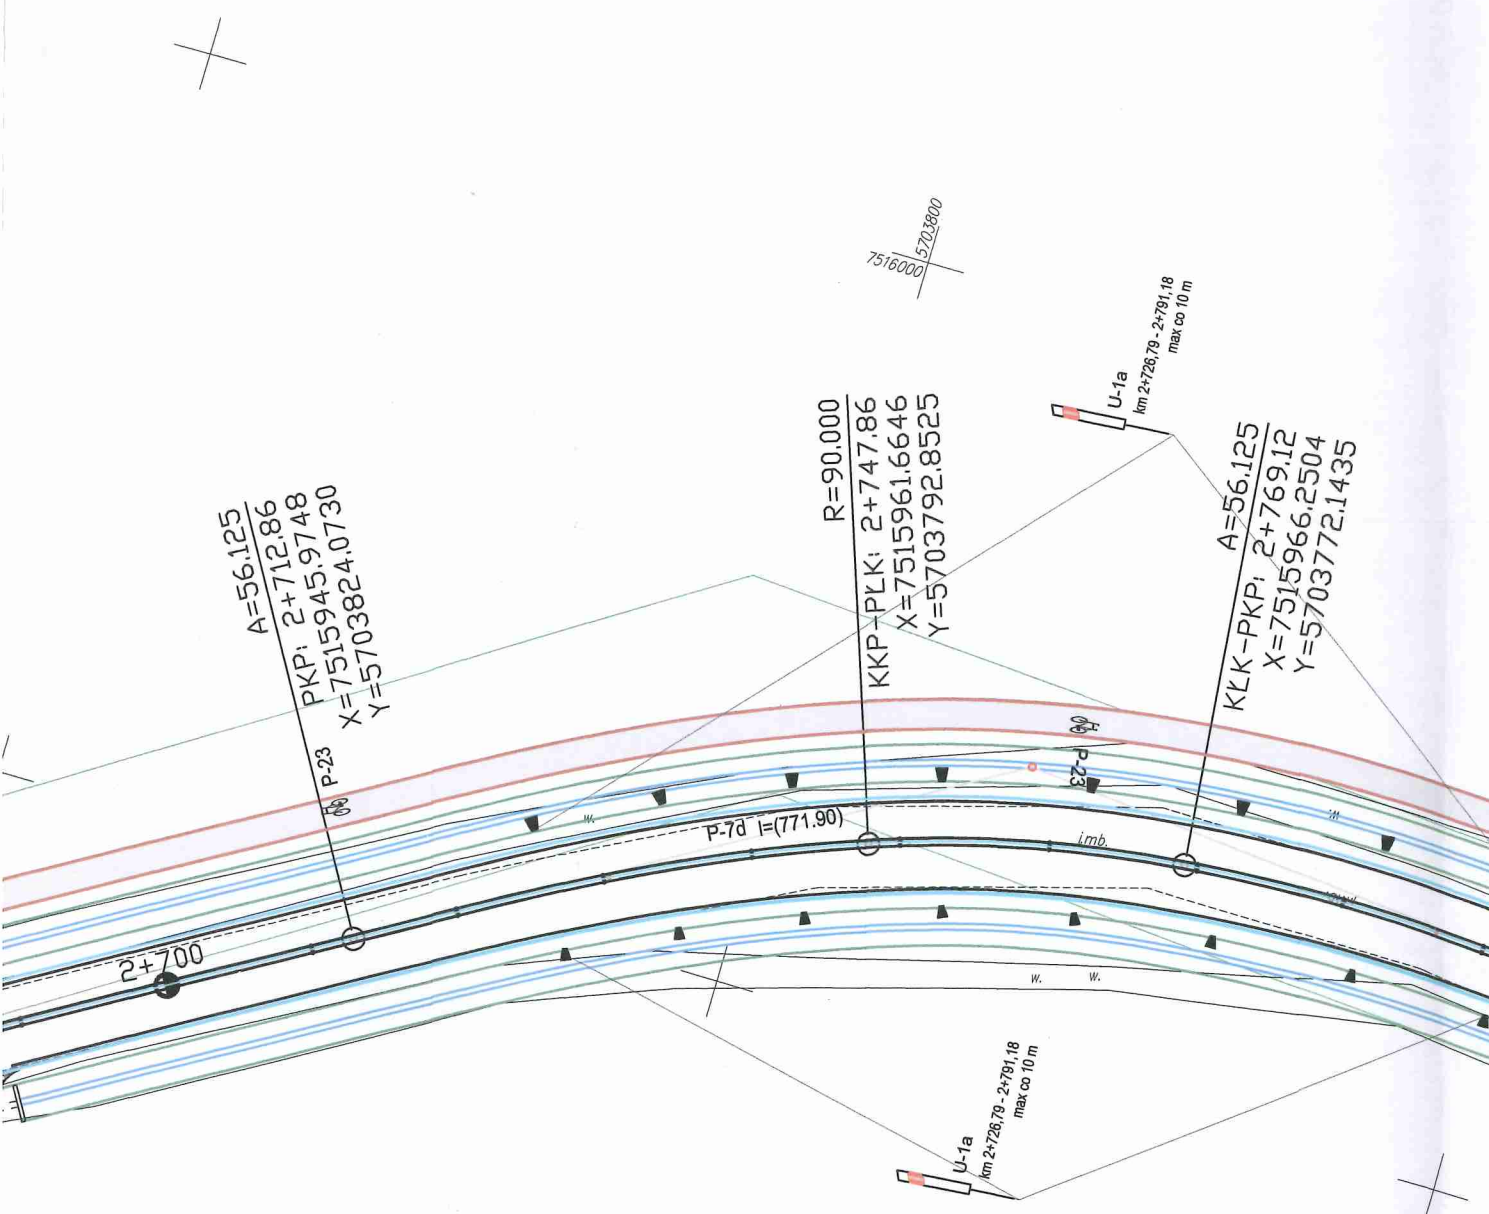 7516000
5703800
U-1a
km 2+726,79 - 2+791,18
max co 10 m
A=56.125
PKP: 2+712.86
X=7515945.9748
Y=5703824.0730
R=90.000
KKP-PŁK: 2+747.86
X=7515961.6646
Y=5703792.8525
A=56.125
KŁK-PKP: 2+769.12
X=7515966.2504
Y=5703772.1435
P-23
P-23
w.
w.
P-7d l=(771.90)
i.mb.
2+700
w.
w.
U-1a
km 2+726,79 - 2+791,18
max co 10 m